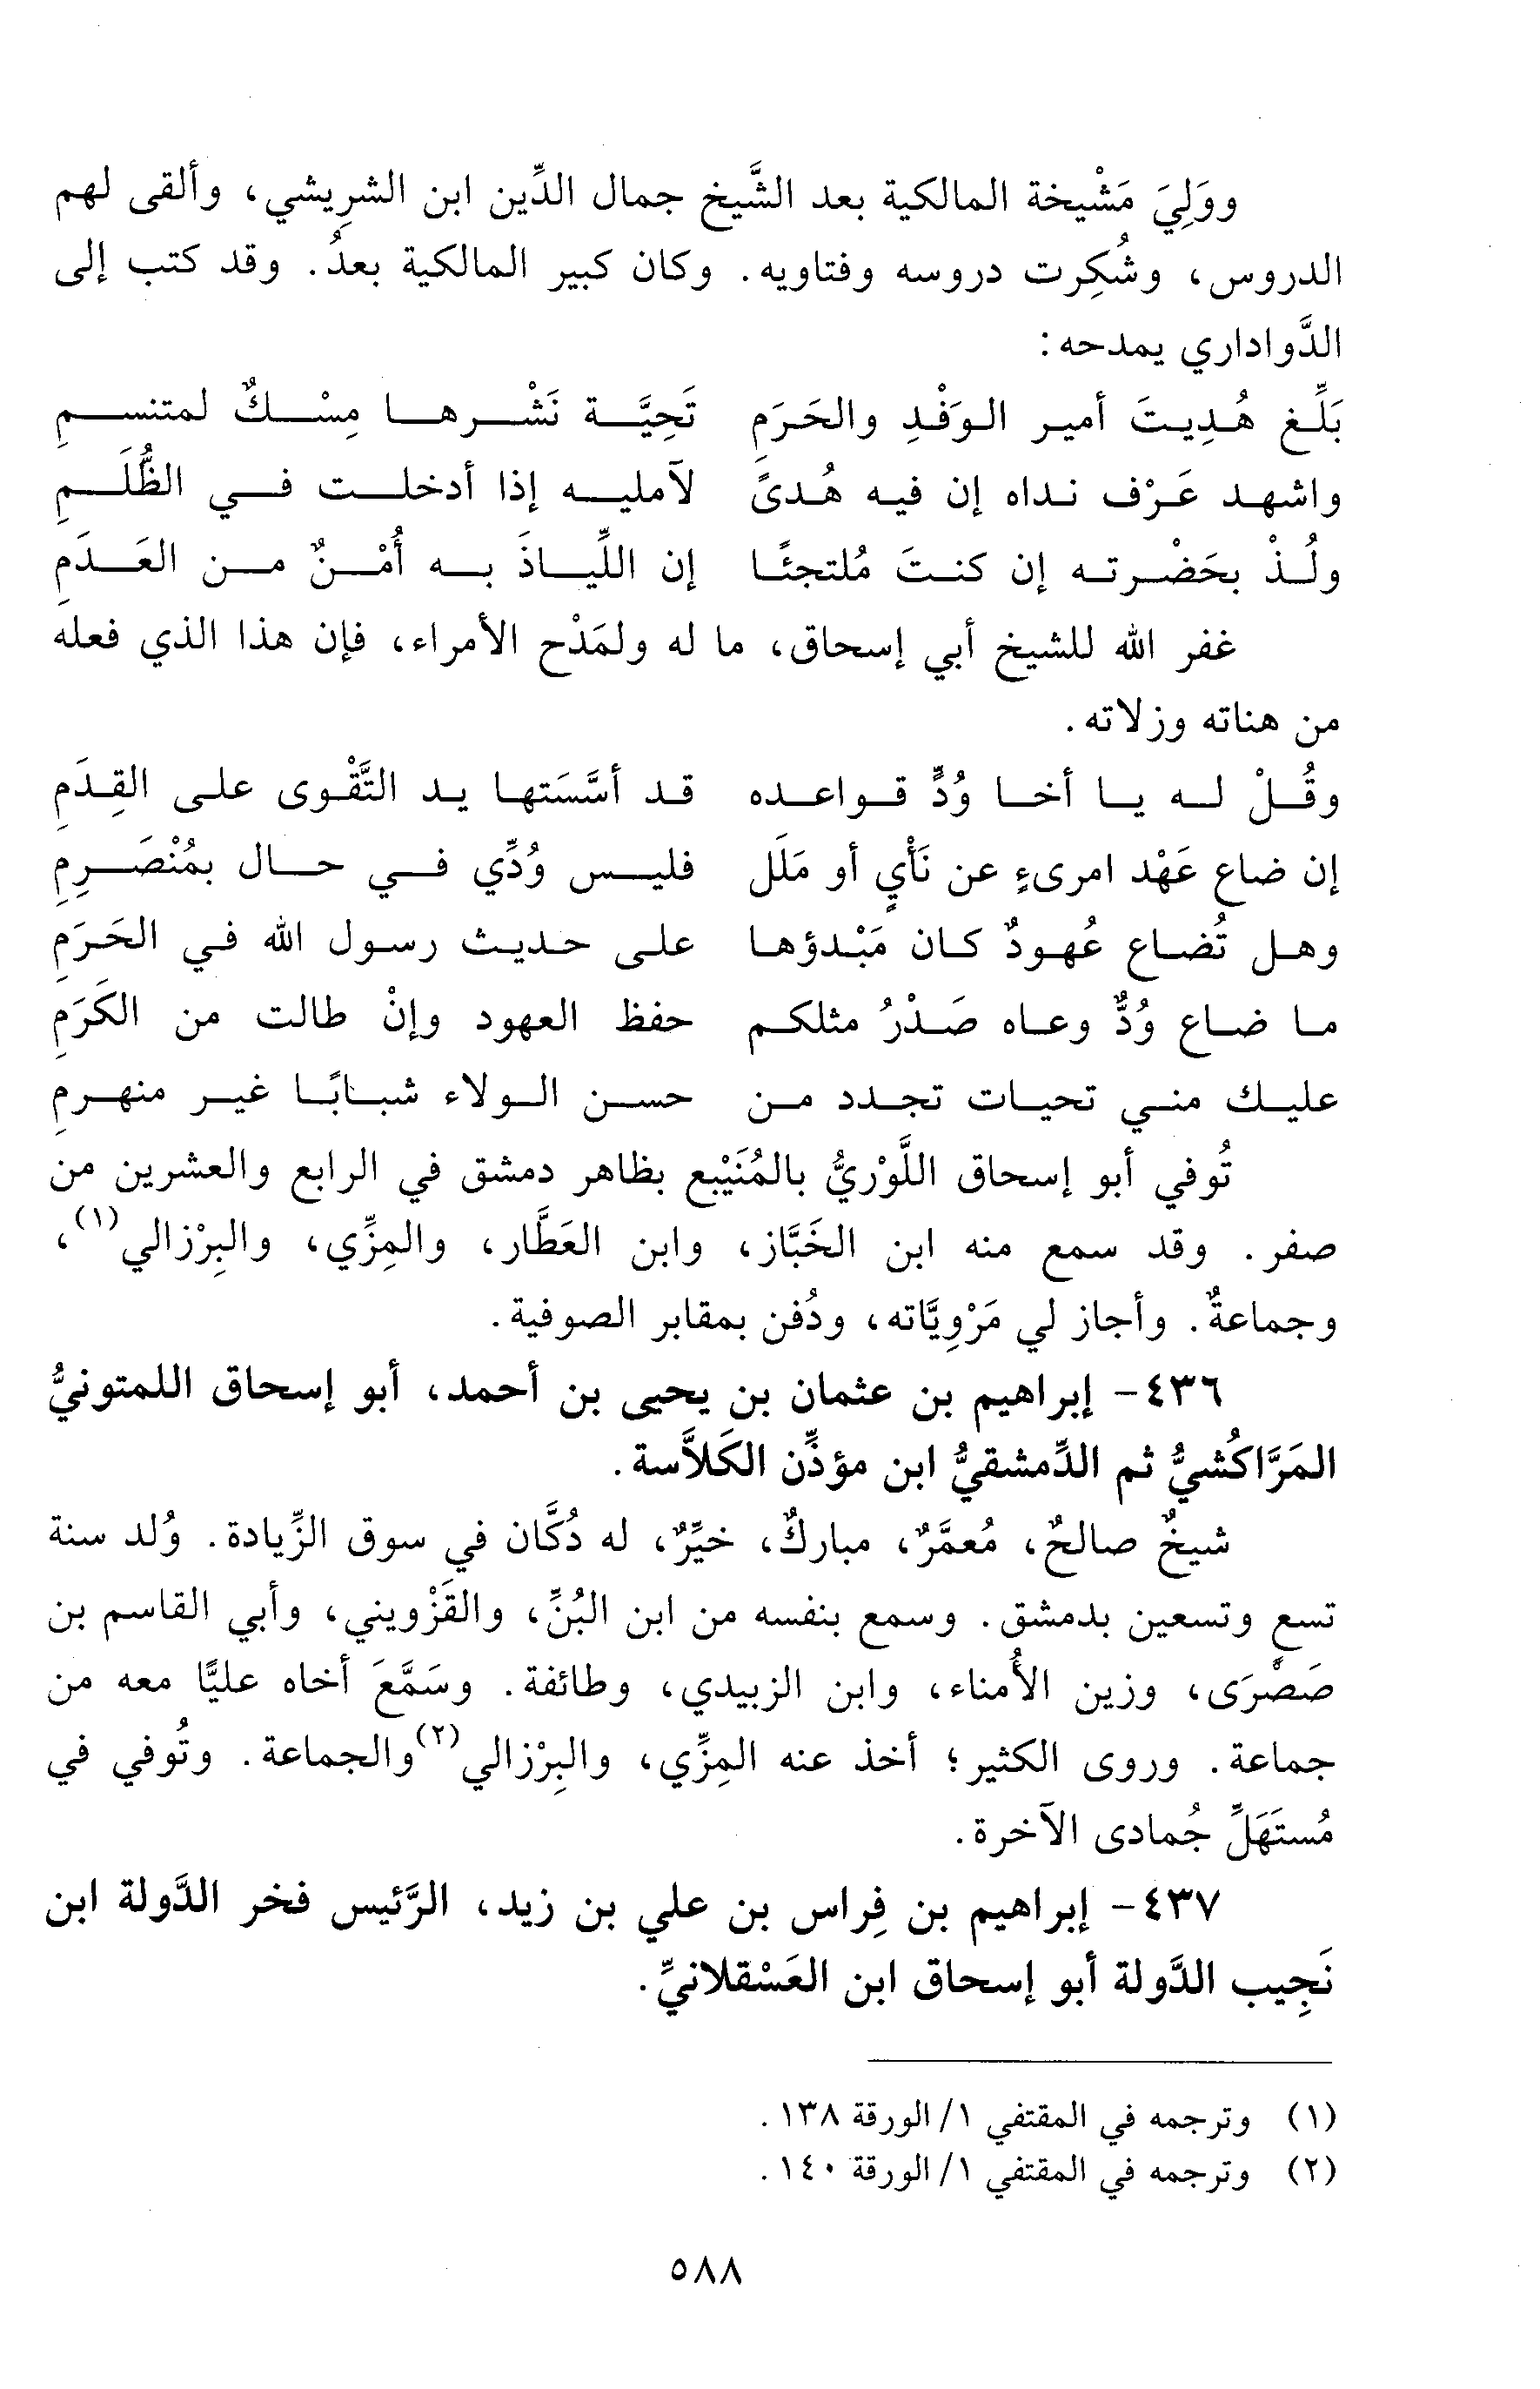 ووَلِيَ مَشْيخة المالكية بعد الشَّيخ جمال الدِّين ابن الشرِيشي، وألقى لهم
الدروس، وشُكِرت دروسه وفتاويه. وكان كبير المالكية بعدُ. وقد كتب إلى
الدَّواداري يمدحه:
بَلِّغ هُدِيتَ أمير الوَفْدِ والحَرَمِ تَحِيَّة نَشْرها مِسْكٌ لمتنسمِ
واشهد عَرْف نداه إن فيه هُدىً لآمليه إذا أدخلت في الظُّلَمِ
ولُذْ بحَضْرته إن كنتَ مُلتجئًا إن اللِّياذَ به أُمْنٌ من العَدَمِ
غفر الله للشيخ أبي إسحاق، ما له ولمَدْح الأمراء، فإن هذا الذي فعله
من هناته وزلاته.
وقُلْ له يا أخا وُدٍّ قواعده قد أسَّسَتها يد التَّقْوى على القِدَمِ
إن ضاع عَهْد امرىءٍ عن نَأْيٍ أو مَلَل فليس وُدِّي في حال بمُنْصَرِمِ
وهل تُضاع عُهودٌ كان مَبْدؤها على حديث رسول الله في الحَرَمِ
ما ضاع وُدٌّ وعاه صَدْرُ مثلكم حفظ العهود وإنْ طالت من الكَرَمِ
عليك مني تحيات تجدد من حسن الولاء شبابًا غير منهرمِ
تُوفي أبو إسحاق اللَّوْريُّ بالمُنَيْبع بظاهر دمشق في الرابع والعشرين من
صفر. وقد سمع منه ابن الخَبَّاز، وابن العَطَّار، والمِزِّي، والبِرْزالي(١)،
وجماعةٌ. وأجاز لي مَرْوِيَّاته، ودُفن بمقابر الصوفية.
٤٣٦- إبراهيم بن عثمان بن يحيى بن أحمد، أبو إسحاق اللمتونيُّ
المَرَّاكُشيُّ ثم الدِّمشقيُّ ابن مؤذِّن الكَلاَّسة.
شيخٌ صالحٌ، مُعمَّرٌ، مباركٌ، خيِّرٌ، له دُكَّان في سوق الزِّيادة. وُلد سنة
تسعٍ وتسعين بدمشق. وسمع بنفسه من ابن البُنِّ، والقَزْويني، وأبي القاسم بن
صَصْرَى، وزين الأُمناء، وابن الزبيدي، وطائفة. وسَمَّعَ أخاه عليًّا معه من
جماعة. وروى الكثير؛ أخذ عنه المِزِّي، والبِرْزالي(٢) والجماعة. وتُوفي في
مُستَهَلِّ جُمادى الآخرة.
٤٣٧- إبراهيم بن فِراس بن علي بن زيد، الرَّئيس فخر الدَّولة ابن
نَجِيب الدَّولة أبو إسحاق ابن العَسْقلانيِّ.
(١) وترجمه في المقتفي ١/ الورقة ١٣٨.
(٢) وترجمه في المقتفي ١/ الورقة ١٤٠.
٥٨٨